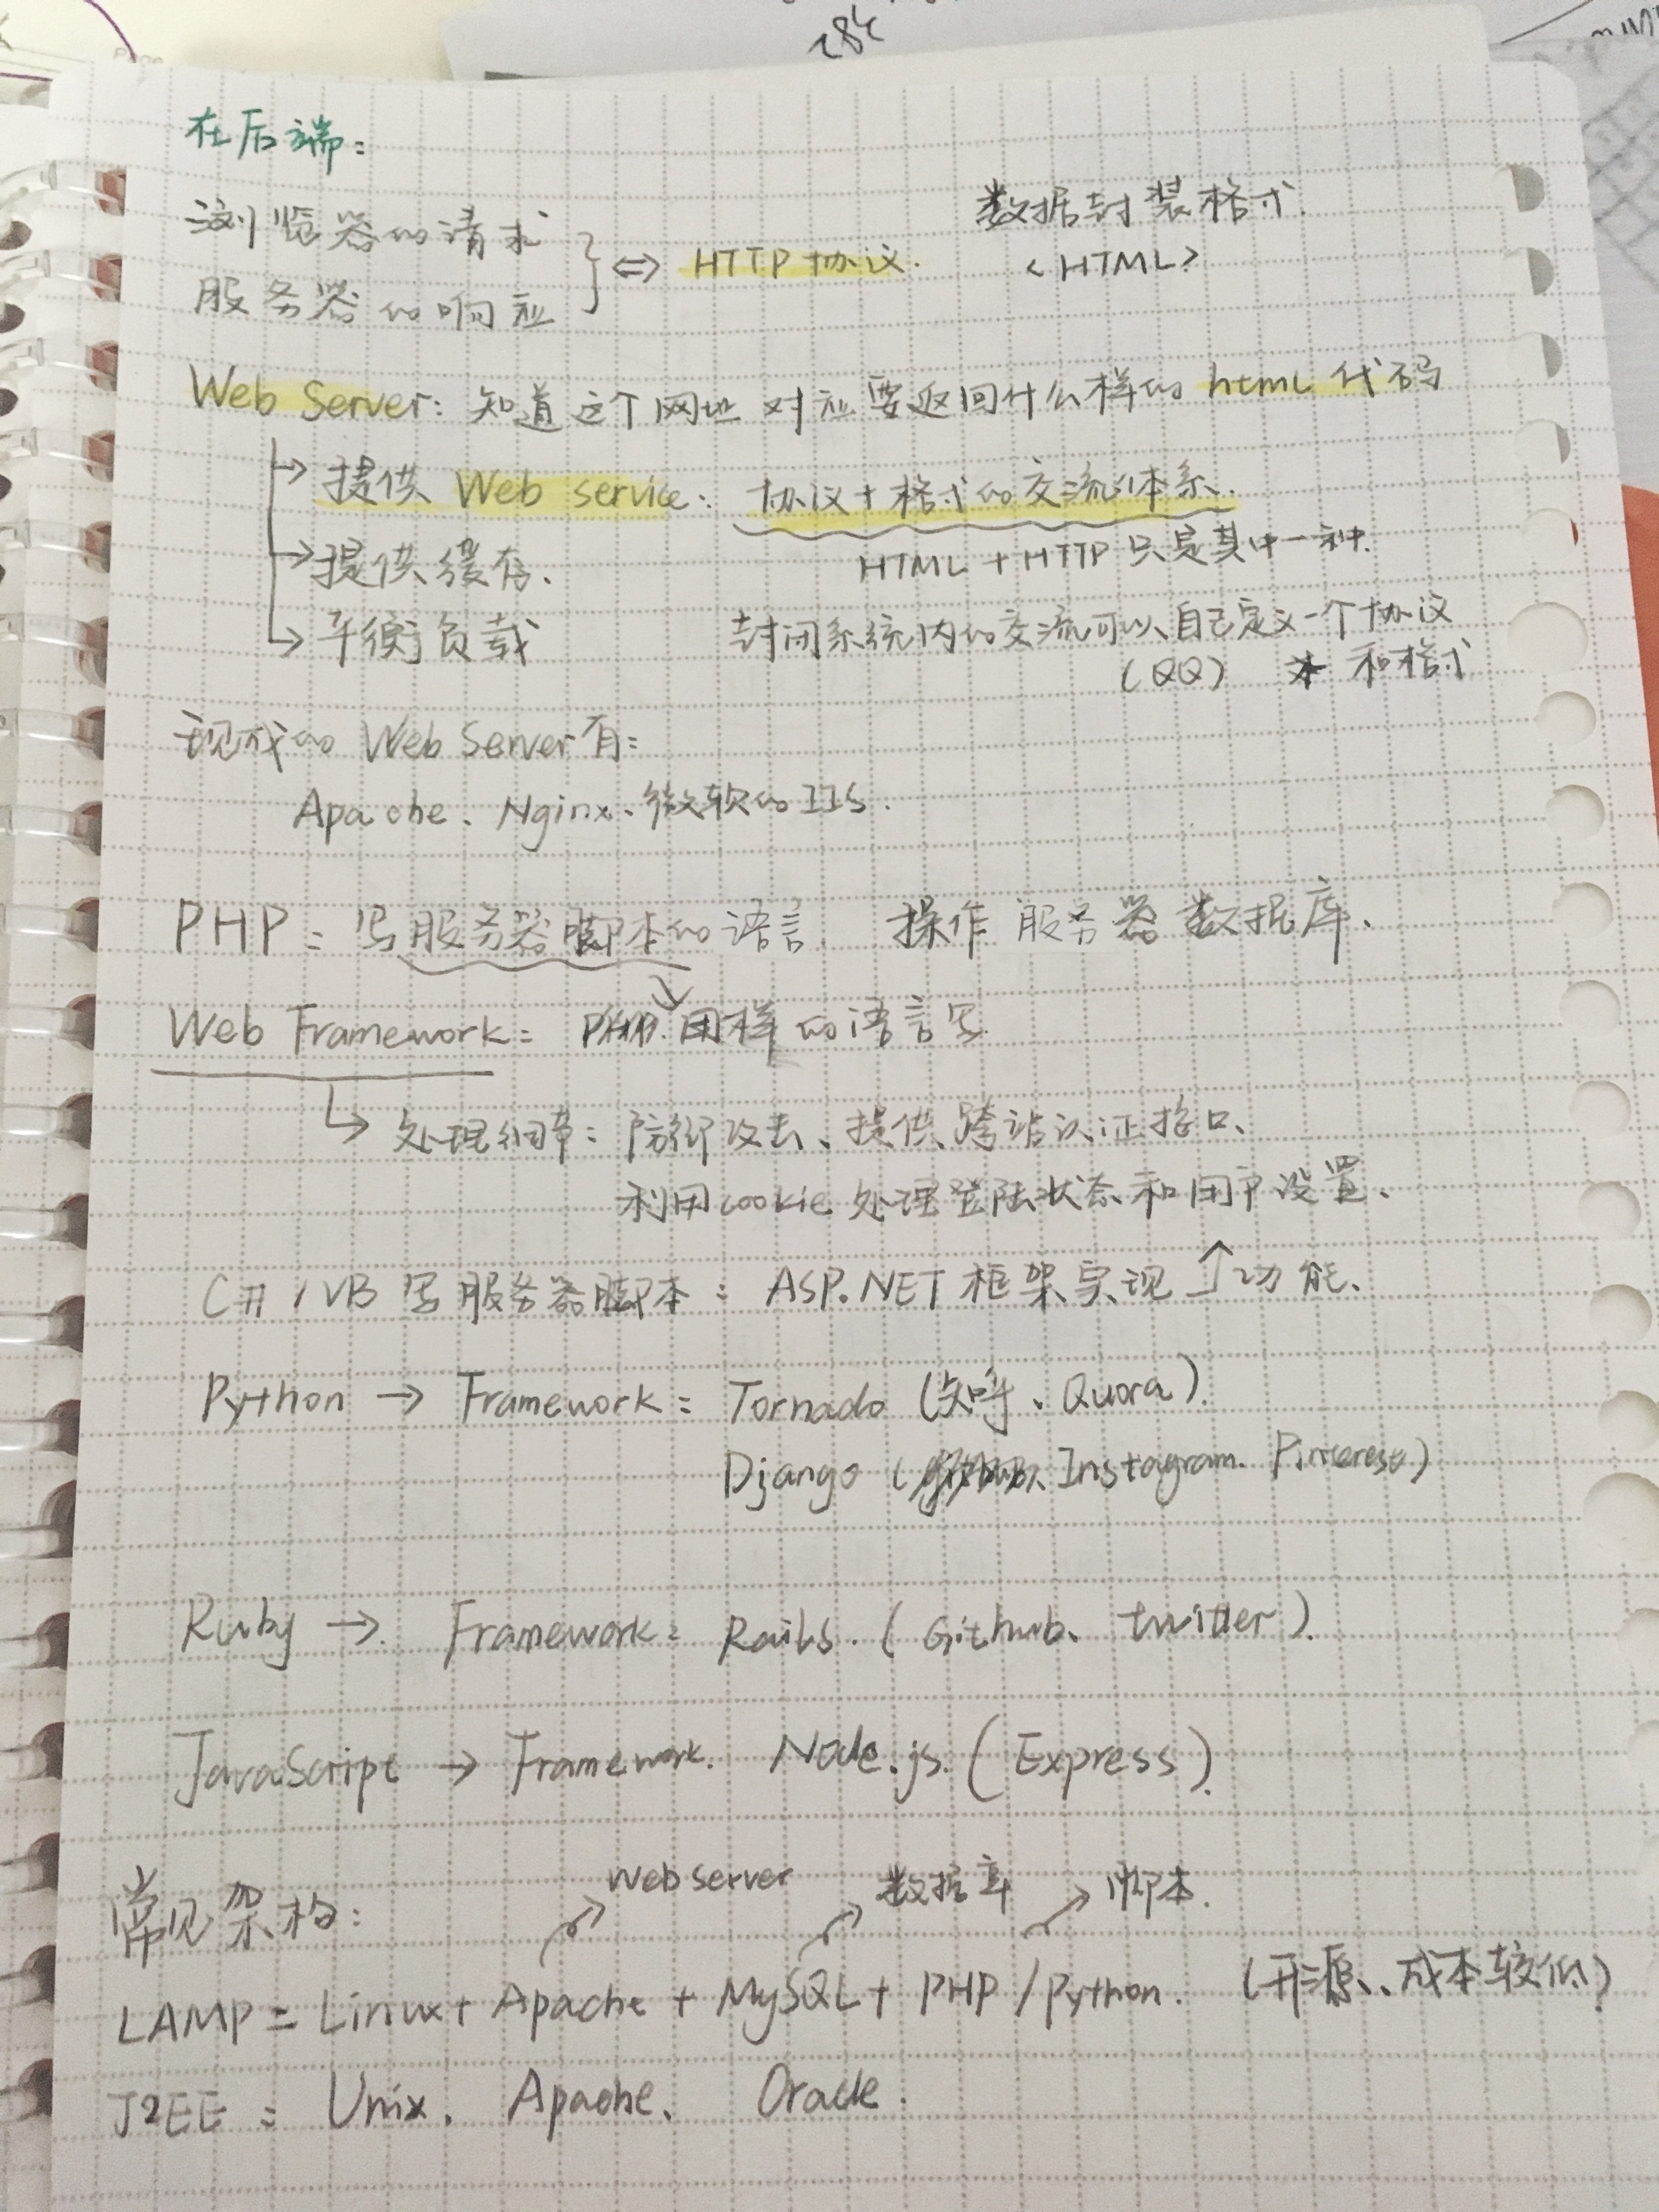 在后端:
浏览器的请求
服务器的响应
} ⇔ HTTP协议.
数据封装格式.
<HTML>
Web Server: 知道这个网址 对应要返回什么样的 html 代码
→ 提供 Web service: 协议+格式的交流体系.
HTML+HTTP 只是其中一种.
→ 提供缓存、
→ 平衡负载
封闭系统内的交流可以自己定义一个协议
(QQ) 和格式
现成的 Web Server 有:
Apache、Nginx、微软的IIS.
PHP: 写服务器脚本的语言 操作 服务器 数据库.
Web Framework: PHP 同样的语言写
↳ 处理细节: 防御攻击、提供跨站认证接口、
利用cookie处理登陆状态和用户设置、
C# / VB 写服务器脚本: ASP.NET 框架实现 ↑ 功能、
Python → Framework: Tornado (知乎、Quora).
Django (Instagram. Pinterest)
Ruby → Framework: Rails. (Github、twitter).
JavaScript → Framework. Node.js. (Express).
常见架构:
Web server
数据库
脚本.
LAMP = Linux + Apache + MySQL + PHP / Python. (开源、成本较低)
J2EE = Unix. Apache、 Oracle.